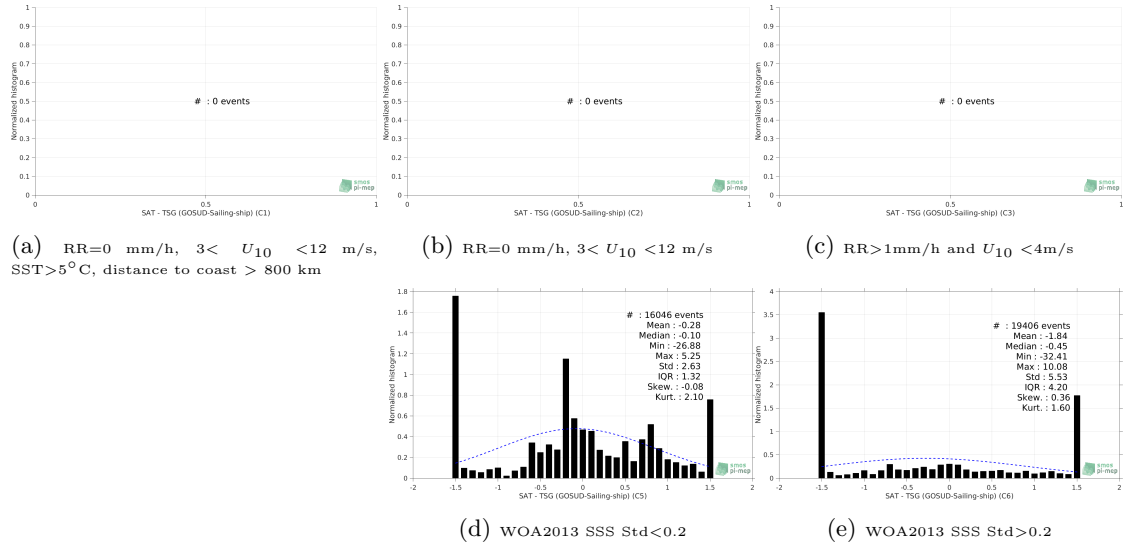 1
0.9
0.8
0.7
0.6
0.5
0.4
0.3
0.2
0.1
0
Normalized histogram
# : 0 events
smos
pi-mep
0 0.5 1
SAT - TSG (GOSUD-Sailing-ship) (C1)
(a) RR=0 mm/h, 3< U10 <12 m/s,
SST>5°C, distance to coast > 800 km
1
0.9
0.8
0.7
0.6
0.5
0.4
0.3
0.2
0.1
0
Normalized histogram
# : 0 events
smos
pi-mep
0 0.5 1
SAT - TSG (GOSUD-Sailing-ship) (C2)
(b) RR=0 mm/h, 3< U10 <12 m/s
1
0.9
0.8
0.7
0.6
0.5
0.4
0.3
0.2
0.1
0
Normalized histogram
# : 0 events
smos
pi-mep
0 0.5 1
SAT - TSG (GOSUD-Sailing-ship) (C3)
(c) RR>1mm/h and U10 <4m/s
1.8
1.6
1.4
1.2
1
0.8
0.6
0.4
0.2
0
Normalized histogram
# : 16046 events
Mean : -0.28
Median : -0.10
Min : -26.88
Max : 5.25
Std : 2.63
IQR : 1.32
Skew. : -0.08
Kurt. : 2.10
smos
pi-mep
-2 -1.5 -1 -0.5 0 0.5 1 1.5 2
SAT - TSG (GOSUD-Sailing-ship) (C5)
(d) WOA2013 SSS Std<0.2
4
3.5
3
2.5
2
1.5
1
0.5
0
Normalized histogram
# : 19406 events
Mean : -1.84
Median : -0.45
Min : -32.41
Max : 10.08
Std : 5.53
IQR : 4.20
Skew. : 0.36
Kurt. : 1.60
smos
pi-mep
-2 -1.5 -1 -0.5 0 0.5 1 1.5 2
SAT - TSG (GOSUD-Sailing-ship) (C6)
(e) WOA2013 SSS Std>0.2